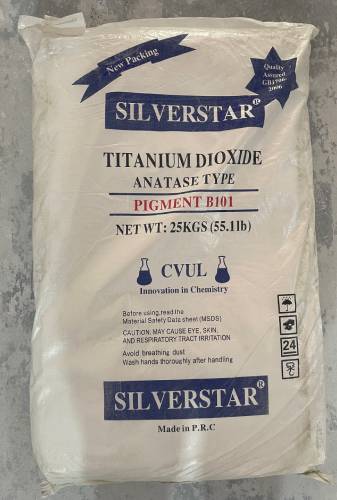 New Packing
Quality
Assured
GB1706-
2006
SILVERSTAR®
TITANIUM DIOXIDE
ANATASE TYPE
PIGMENT B101
NET WT: 25KGS (55.1lb)
CVUL
Innovation in Chemistry
Before using,read the
Material Safety Data sheet (MSDS)
CAUTION: MAY CAUSE EYE, SKIN,
AND RESPIRATORY TRACT IRRITATION
Avoid breathing dust
Wash hands thoroughly after handling
24
SILVERSTAR®
Made in P.R.C